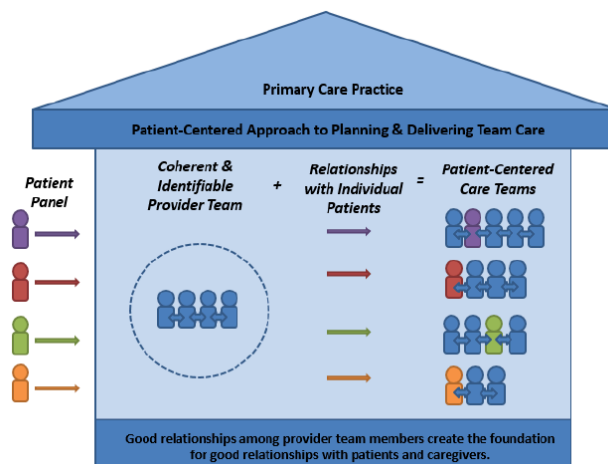 Primary Care Practice
Patient-Centered Approach to Planning & Delivering Team Care
Patient
Panel
Coherent &
Identifiable
Provider Team
+
Relationships
with Individual
Patients
=
Patient-Centered
Care Teams
Good relationships among provider team members create the foundation
for good relationships with patients and caregivers.